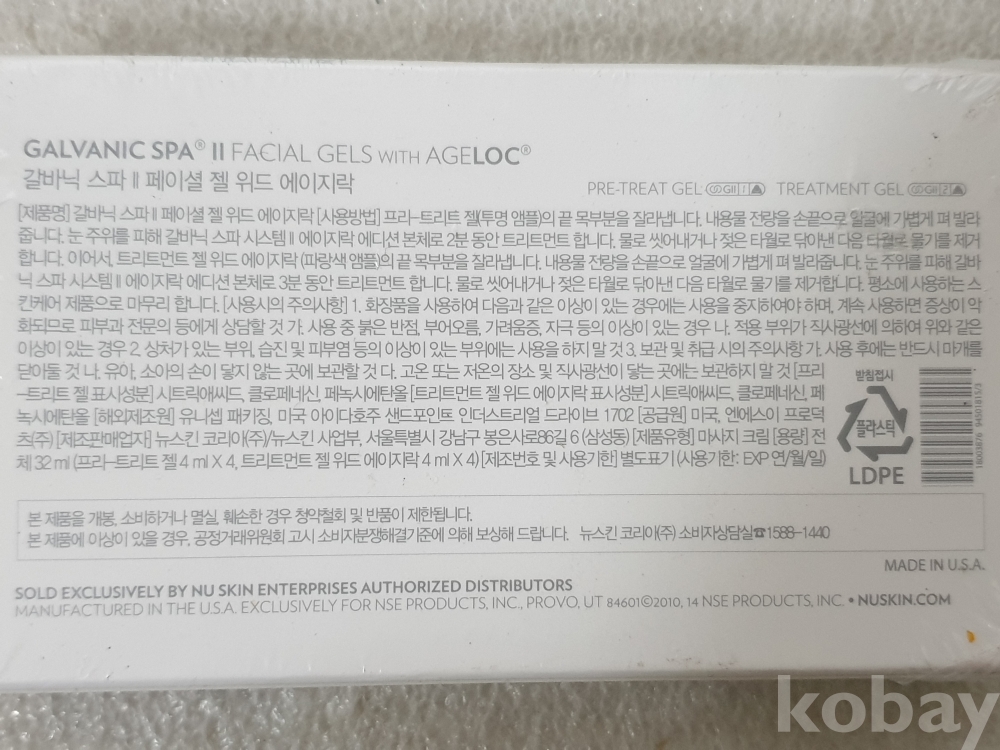 GALVANIC SPA® II FACIAL GELS WITH AGELOC®
갈바닉 스파 II 페이셜 젤 위드 에이지락
PRE-TREAT GEL GII 1 TREATMENT GEL GII 2
[제품명] 갈바닉 스파 II 페이셜 젤 위드 에이지락 [사용방법] 프리-트리트 젤(투명 앰플)의 끝 목부분을 잘라냅니다. 내용물 전량을 손끝으로 얼굴에 가볍게 펴 발라
줍니다. 눈 주위를 피해 갈바닉 스파 시스템 II 에이지락 에디션 본체로 2분 동안 트리트먼트 합니다. 물로 씻어내거나 젖은 타월로 닦아낸 다음 타월로 물기를 제거
합니다. 이어서, 트리트먼트 젤 위드 에이지락 (파랑색 앰플)의 끝 목부분을 잘라냅니다. 내용물 전량을 손끝으로 얼굴에 가볍게 펴 발라줍니다. 눈 주위를 피해 갈바
닉 스파 시스템 II 에이지락 에디션 본체로 3분 동안 트리트먼트 합니다. 물로 씻어내거나 젖은 타월로 닦아낸 다음 타월로 물기를 제거합니다. 평소에 사용하는 스
킨케어 제품으로 마무리 합니다. [사용시의 주의사항] 1. 화장품을 사용하여 다음과 같은 이상이 있는 경우에는 사용을 중지하여야 하며, 계속 사용하면 증상이 악
화되므로 피부과 전문의 등에게 상담할 것 가. 사용 중 붉은 반점, 부어오름, 가려움증, 자극 등의 이상이 있는 경우 나. 적용 부위가 직사광선에 의하여 위와 같은
이상이 있는 경우 2. 상처가 있는 부위, 습진 및 피부염 등의 이상이 있는 부위에는 사용을 하지 말 것 3. 보관 및 취급 시의 주의사항 가. 사용 후에는 반드시 마개를
닫아둘 것 나. 유아, 소아의 손이 닿지 않는 곳에 보관할 것 다. 고온 또는 저온의 장소 및 직사광선이 닿는 곳에는 보관하지 말 것 [프리
-트리트 젤 표시성분] 시트릭애씨드, 클로페네신, 페녹시에탄올 [트리트먼트 젤 위드 에이지락 표시성분] 시트릭애씨드, 클로페네신, 페
녹시에탄올 [해외제조원] 유니셉 패키징, 미국 아이다호주 샌드포인트 인더스트리얼 드라이브 1702 [공급원] 미국, 엔에스이 프로덕
츠(주) [제조판매업자] 뉴스킨 코리아(주)/뉴스킨 사업부, 서울특별시 강남구 봉은사로86길 6 (삼성동) [제품유형] 마사지 크림 [용량] 전
체 32 ml (프리-트리트 젤 4 ml X 4, 트리트먼트 젤 위드 에이지락 4 ml X 4) [제조번호 및 사용기한] 별도표기 (사용기한: EXP 연/월/일)
받침접시
플라스틱
LDPE
본 제품을 개봉, 소비하거나 멸실, 훼손한 경우 청약철회 및 반품이 제한됩니다.
본 제품에 이상이 있을 경우, 공정거래위원회 고시 소비자분쟁해결기준에 의해 보상해 드립니다. 뉴스킨 코리아(주) 소비자상담실☎1588-1440
MADE IN U.S.A.
SOLD EXCLUSIVELY BY NU SKIN ENTERPRISES AUTHORIZED DISTRIBUTORS
MANUFACTURED IN THE U.S.A. EXCLUSIVELY FOR NSE PRODUCTS, INC., PROVO, UT 84601©2010, 14 NSE PRODUCTS, INC. • NUSKIN.COM
kobay